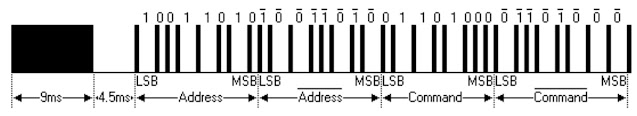 1 0 0 1 1 0 1 0 1̅ 0̅ 0̅ 1̅ 1̅ 0̅ 1̅ 0̅ 0 1 1 0 1 0 0 0 0̅ 1̅ 1̅ 0̅ 1̅ 0̅ 0̅ 0̅
LSB MSB LSB MSB LSB MSB LSB MSB
9ms 4.5ms Address A̅d̅d̅r̅e̅s̅s̅ Command C̅o̅m̅m̅a̅n̅d̅